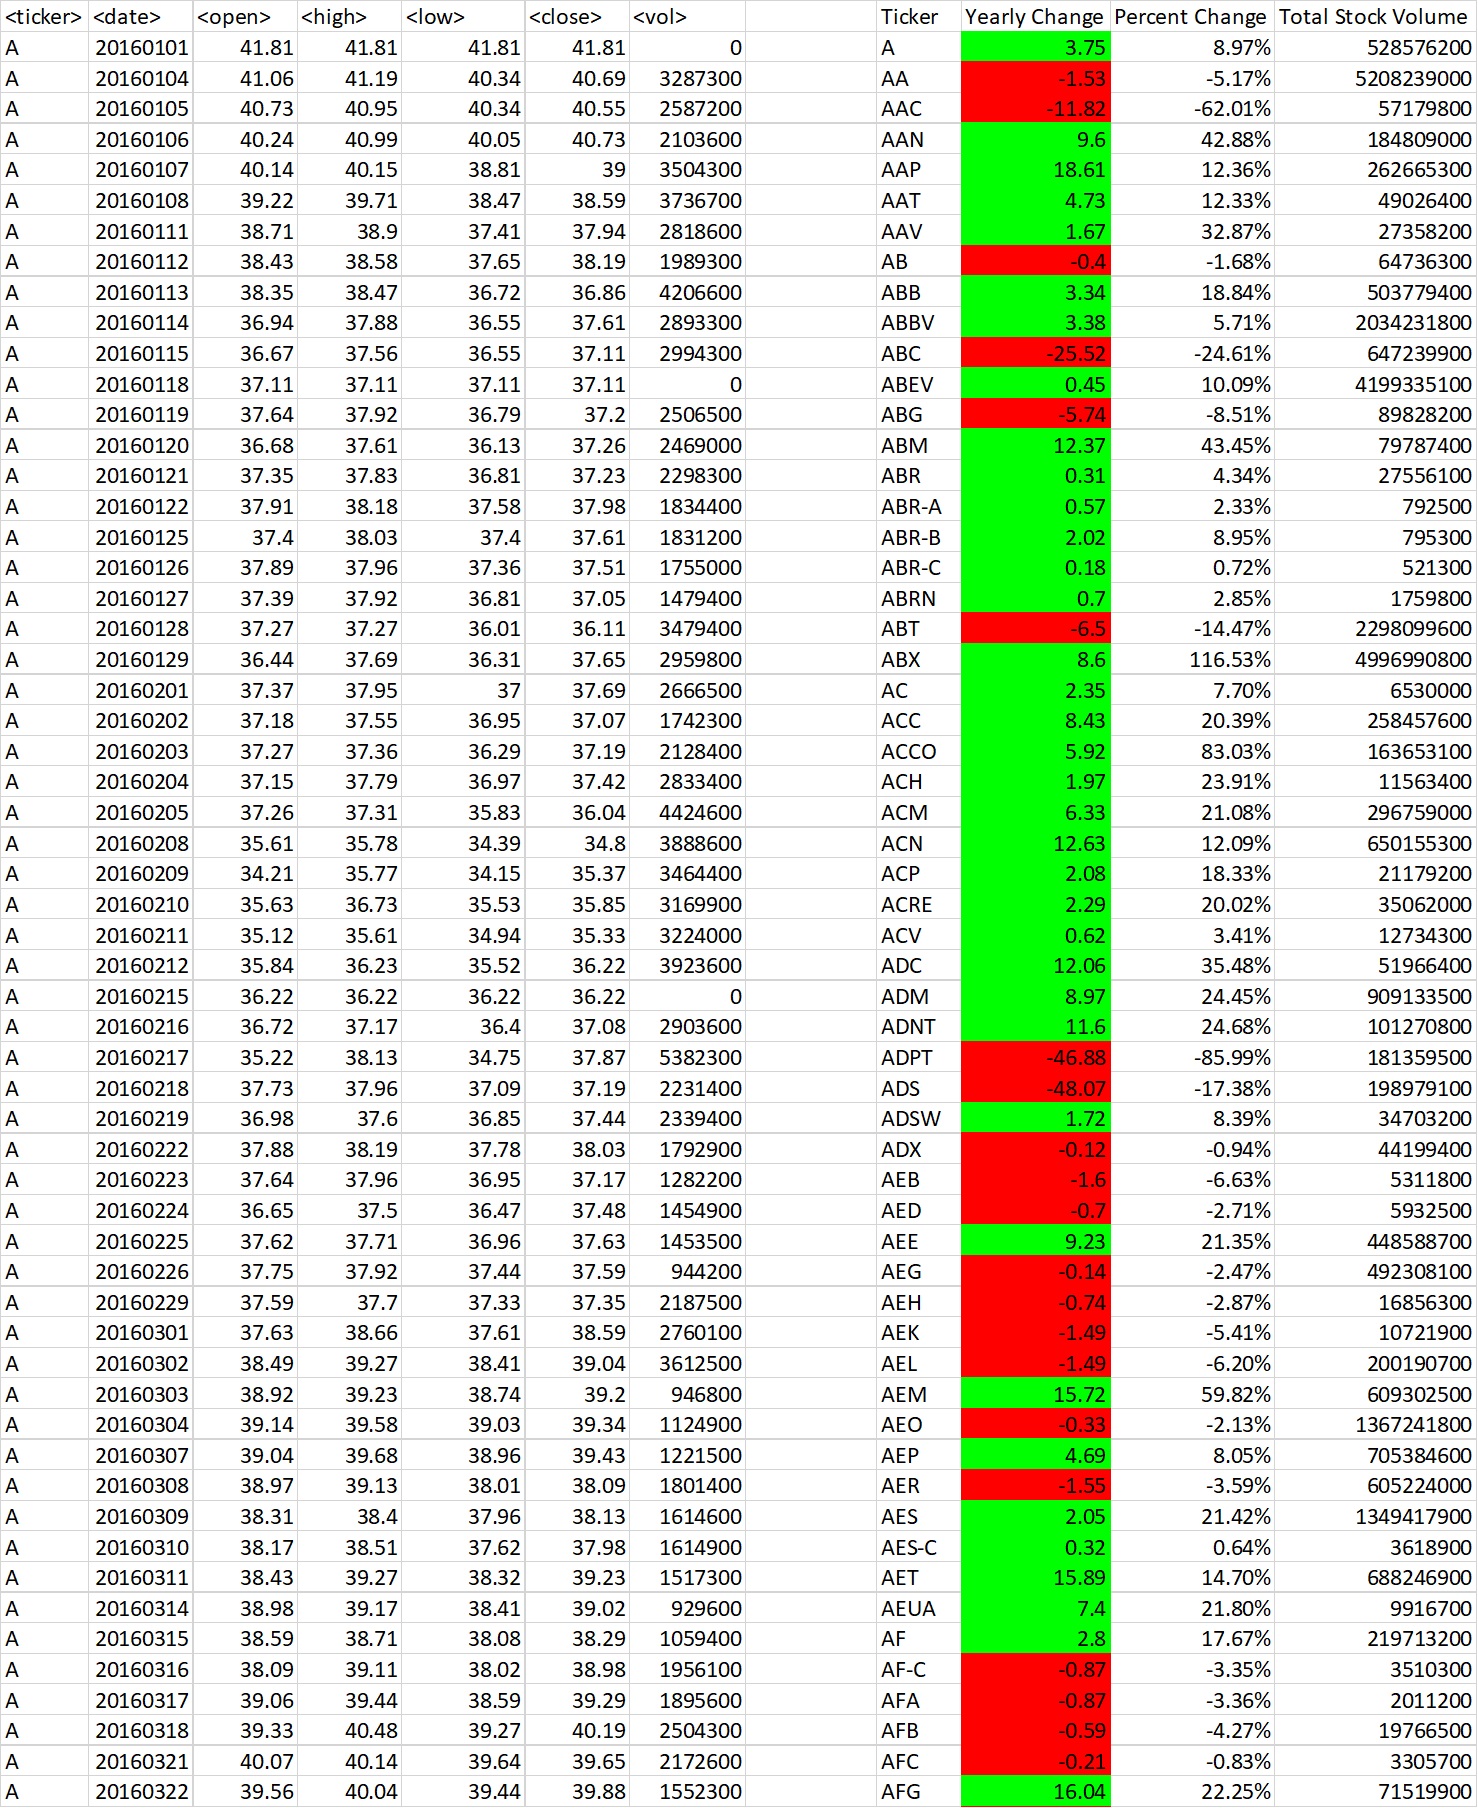 <ticker> <date> <open> <high> <low> <close> <vol> Ticker Yearly Change Percent Change Total Stock Volume
A 20160101 41.81 41.81 41.81 41.81 0 A 3.75 8.97% 528576200
A 20160104 41.06 41.19 40.34 40.69 3287300 AA -1.53 -5.17% 5208239000
A 20160105 40.73 40.95 40.34 40.55 2587200 AAC -11.82 -62.01% 57179800
A 20160106 40.24 40.99 40.05 40.73 2103600 AAN 9.6 42.88% 184809000
A 20160107 40.14 40.15 38.81 39 3504300 AAP 18.61 12.36% 262665300
A 20160108 39.22 39.71 38.47 38.59 3736700 AAT 4.73 12.33% 49026400
A 20160111 38.71 38.9 37.41 37.94 2818600 AAV 1.67 32.87% 27358200
A 20160112 38.43 38.58 37.65 38.19 1989300 AB -0.4 -1.68% 64736300
A 20160113 38.35 38.47 36.72 36.86 4206600 ABB 3.34 18.84% 503779400
A 20160114 36.94 37.88 36.55 37.61 2893300 ABBV 3.38 5.71% 2034231800
A 20160115 36.67 37.56 36.55 37.11 2994300 ABC -25.52 -24.61% 647239900
A 20160118 37.11 37.11 37.11 37.11 0 ABEV 0.45 10.09% 4199335100
A 20160119 37.64 37.92 36.79 37.2 2506500 ABG -5.74 -8.51% 89828200
A 20160120 36.68 37.61 36.13 37.26 2469000 ABM 12.37 43.45% 79787400
A 20160121 37.35 37.83 36.81 37.23 2298300 ABR 0.31 4.34% 27556100
A 20160122 37.91 38.18 37.58 37.98 1834400 ABR-A 0.57 2.33% 792500
A 20160125 37.4 38.03 37.4 37.61 1831200 ABR-B 2.02 8.95% 795300
A 20160126 37.89 37.96 37.36 37.51 1755000 ABR-C 0.18 0.72% 521300
A 20160127 37.39 37.92 36.81 37.05 1479400 ABRN 0.7 2.85% 1759800
A 20160128 37.27 37.27 36.01 36.11 3479400 ABT -6.5 -14.47% 2298099600
A 20160129 36.44 37.69 36.31 37.65 2959800 ABX 8.6 116.53% 4996990800
A 20160201 37.37 37.95 37 37.69 2666500 AC 2.35 7.70% 6530000
A 20160202 37.18 37.55 36.95 37.07 1742300 ACC 8.43 20.39% 258457600
A 20160203 37.27 37.36 36.29 37.19 2128400 ACCO 5.92 83.03% 163653100
A 20160204 37.15 37.79 36.97 37.42 2833400 ACH 1.97 23.91% 11563400
A 20160205 37.26 37.31 35.83 36.04 4424600 ACM 6.33 21.08% 296759000
A 20160208 35.61 35.78 34.39 34.8 3888600 ACN 12.63 12.09% 650155300
A 20160209 34.21 35.77 34.15 35.37 3464400 ACP 2.08 18.33% 21179200
A 20160210 35.63 36.73 35.53 35.85 3169900 ACRE 2.29 20.02% 35062000
A 20160211 35.12 35.61 34.94 35.33 3224000 ACV 0.62 3.41% 12734300
A 20160212 35.84 36.23 35.52 36.22 3923600 ADC 12.06 35.48% 51966400
A 20160215 36.22 36.22 36.22 36.22 0 ADM 8.97 24.45% 909133500
A 20160216 36.72 37.17 36.4 37.08 2903600 ADNT 11.6 24.68% 101270800
A 20160217 35.22 38.13 34.75 37.87 5382300 ADPT -46.88 -85.99% 181359500
A 20160218 37.73 37.96 37.09 37.19 2231400 ADS -48.07 -17.38% 198979100
A 20160219 36.98 37.6 36.85 37.44 2339400 ADSW 1.72 8.39% 34703200
A 20160222 37.88 38.19 37.78 38.03 1792900 ADX -0.12 -0.94% 44199400
A 20160223 37.64 37.96 36.95 37.17 1282200 AEB -1.6 -6.63% 5311800
A 20160224 36.65 37.5 36.47 37.48 1454900 AED -0.7 -2.71% 5932500
A 20160225 37.62 37.71 36.96 37.63 1453500 AEE 9.23 21.35% 448588700
A 20160226 37.75 37.92 37.44 37.59 944200 AEG -0.14 -2.47% 492308100
A 20160229 37.59 37.7 37.33 37.35 2187500 AEH -0.74 -2.87% 16856300
A 20160301 37.63 38.66 37.61 38.59 2760100 AEK -1.49 -5.41% 10721900
A 20160302 38.49 39.27 38.41 39.04 3612500 AEL -1.49 -6.20% 200190700
A 20160303 38.92 39.23 38.74 39.2 946800 AEM 15.72 59.82% 609302500
A 20160304 39.14 39.58 39.03 39.34 1124900 AEO -0.33 -2.13% 1367241800
A 20160307 39.04 39.68 38.96 39.43 1221500 AEP 4.69 8.05% 705384600
A 20160308 38.97 39.13 38.01 38.09 1801400 AER -1.55 -3.59% 605224000
A 20160309 38.31 38.4 37.96 38.13 1614600 AES 2.05 21.42% 1349417900
A 20160310 38.17 38.51 37.62 37.98 1614900 AES-C 0.32 0.64% 3618900
A 20160311 38.43 39.27 38.32 39.23 1517300 AET 15.89 14.70% 688246900
A 20160314 38.98 39.17 38.41 39.02 929600 AEUA 7.4 21.80% 9916700
A 20160315 38.59 38.71 38.08 38.29 1059400 AF 2.8 17.67% 219713200
A 20160316 38.09 39.11 38.02 38.98 1956100 AF-C -0.87 -3.35% 3510300
A 20160317 39.06 39.44 38.59 39.29 1895600 AFA -0.87 -3.36% 2011200
A 20160318 39.33 40.48 39.27 40.19 2504300 AFB -0.59 -4.27% 19766500
A 20160321 40.07 40.14 39.64 39.65 2172600 AFC -0.21 -0.83% 3305700
A 20160322 39.56 40.04 39.44 39.88 1552300 AFG 16.04 22.25% 71519900